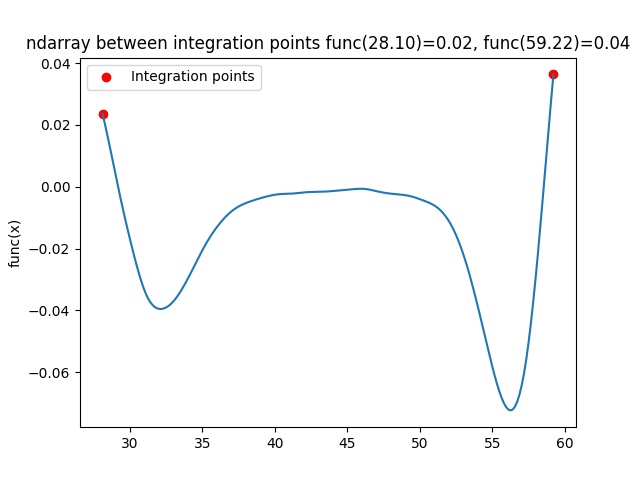 ndarray between integration points func(28.10)=0.02, func(59.22)=0.04
Integration points
func(x)
0.04
0.02
0.00
−0.02
−0.04
−0.06
30 35 40 45 50 55 60